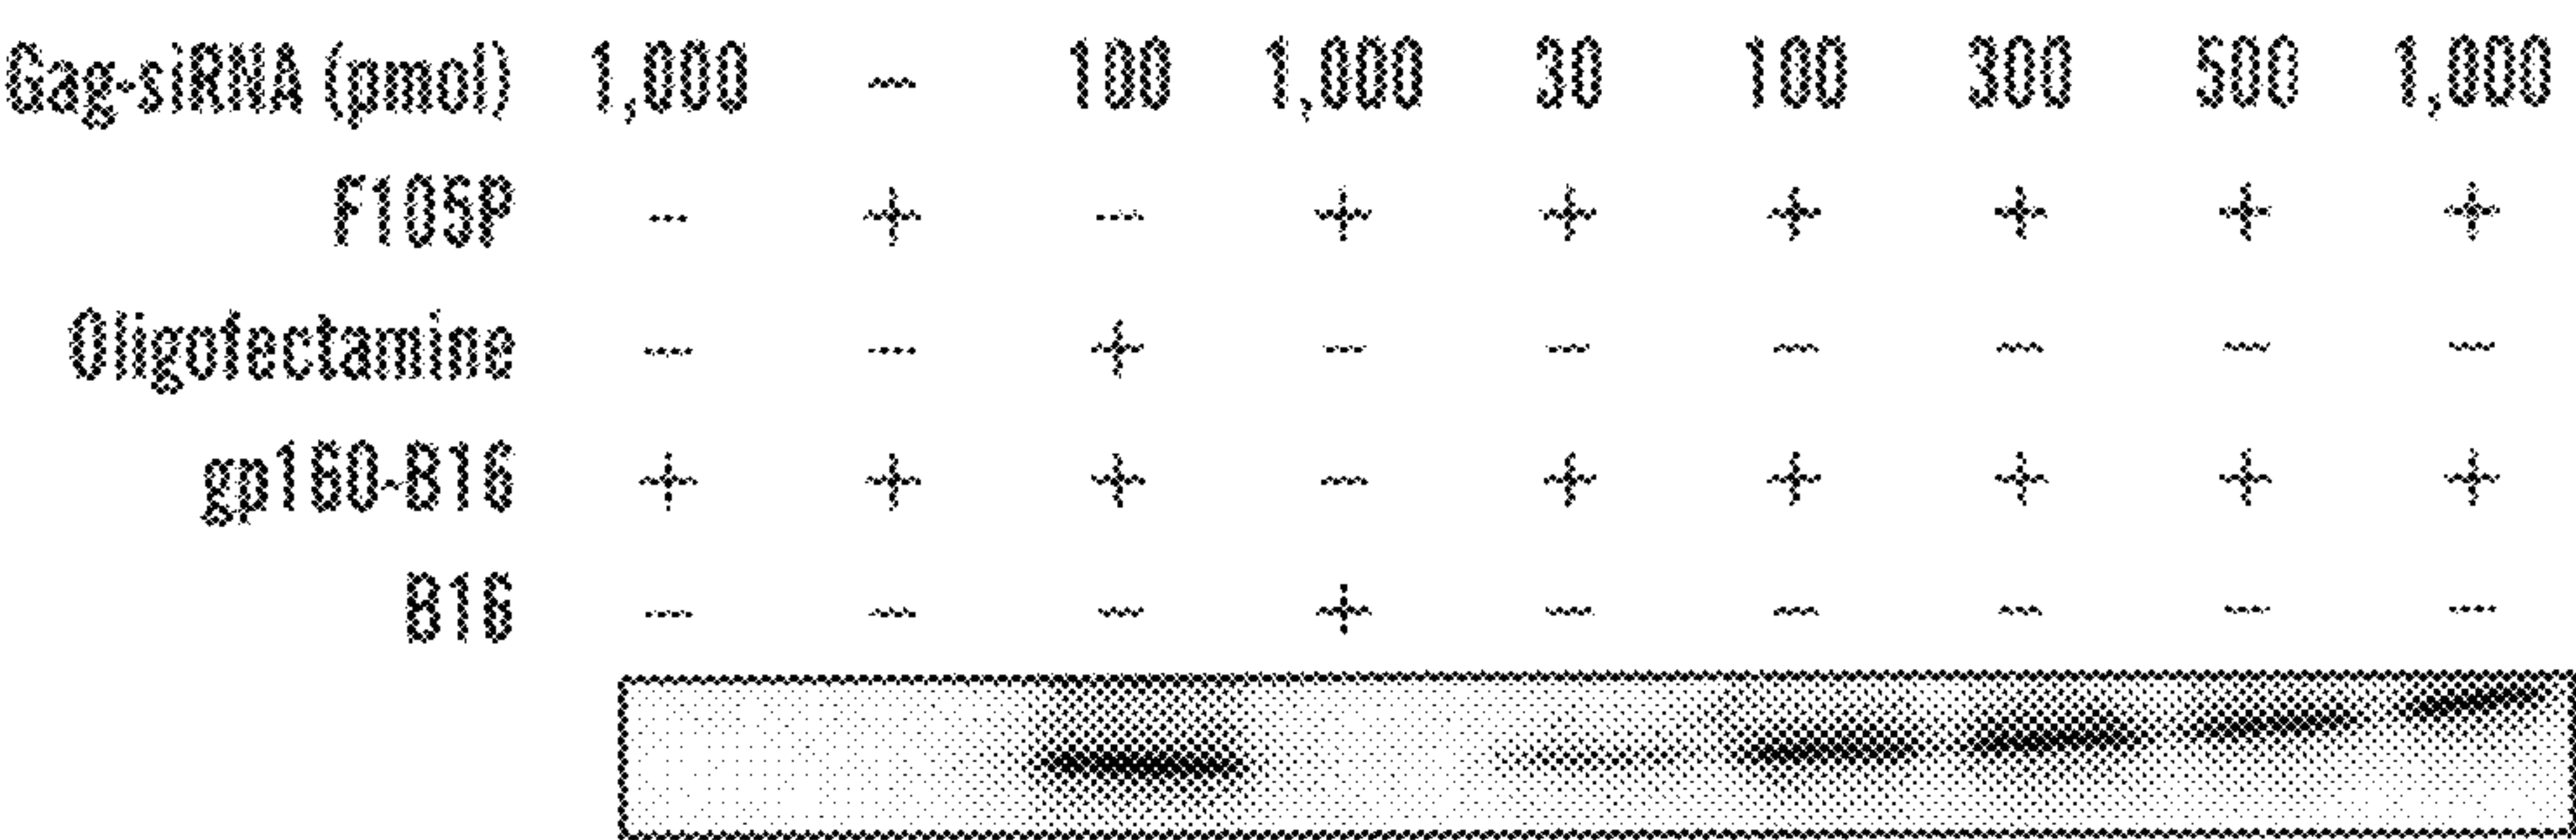 Gag-siRNA (pmol) 1,000 – 100 1,000 30 100 300 500 1,000
F105P – + – + + + + + +
Oligofectamine – – + – – – – – –
gp160-B16 + + + – + + + + +
B16 – – – + – – – – –